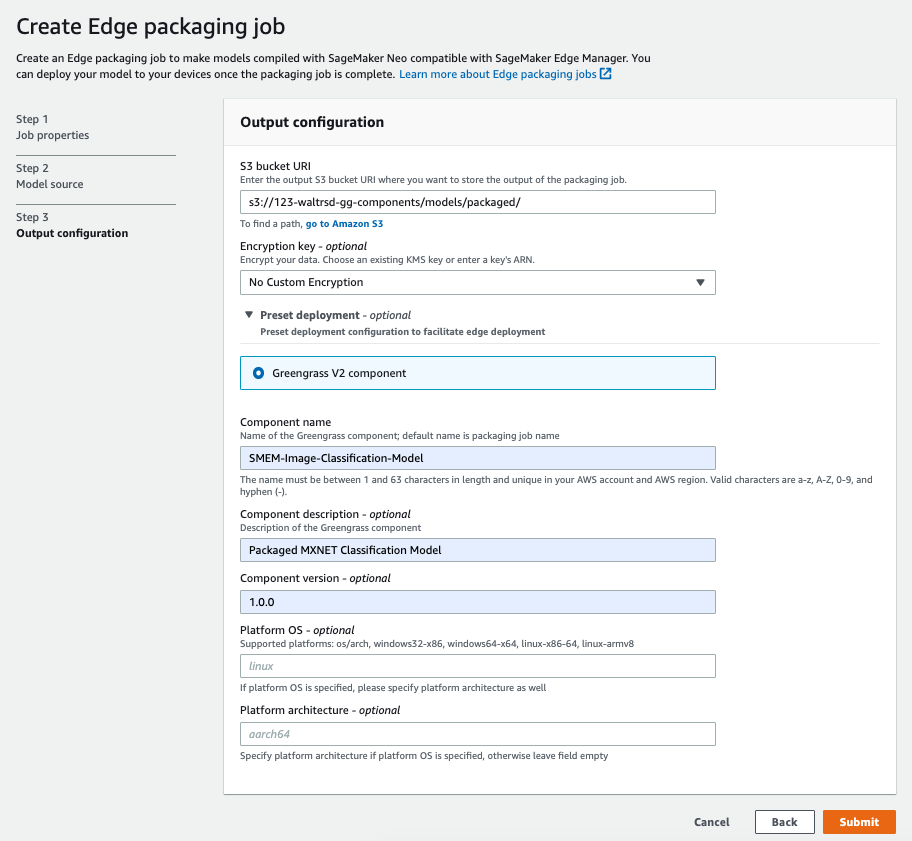 Create Edge packaging job
Create an Edge packaging job to make models compiled with SageMaker Neo compatible with SageMaker Edge Manager. You
can deploy your model to your devices once the packaging job is complete. Learn more about Edge packaging jobs
Step 1
Job properties
Step 2
Model source
Step 3
Output configuration
Output configuration
S3 bucket URI
Enter the output S3 bucket URI where you want to store the output of the packaging job.
s3://123-waltrsd-gg-components/models/packaged/
To find a path, go to Amazon S3
Encryption key - optional
Encrypt your data. Choose an existing KMS key or enter a key's ARN.
No Custom Encryption
Preset deployment - optional
Preset deployment configuration to facilitate edge deployment
Greengrass V2 component
Component name
Name of the Greengrass component; default name is packaging job name
SMEM-Image-Classification-Model
The name must be between 1 and 63 characters in length and unique in your AWS account and AWS region. Valid characters are a-z, A-Z, 0-9, and
hyphen (-).
Component description - optional
Description of the Greengrass component
Packaged MXNET Classification Model
Component version - optional
1.0.0
Platform OS - optional
Supported platforms: os/arch, windows32-x86, windows64-x64, linux-x86-64, linux-armv8
linux
If platform OS is specified, please specify platform architecture as well
Platform architecture - optional
aarch64
Specify platform architecture if platform OS is specified, otherwise leave field empty
Cancel
Back
Submit